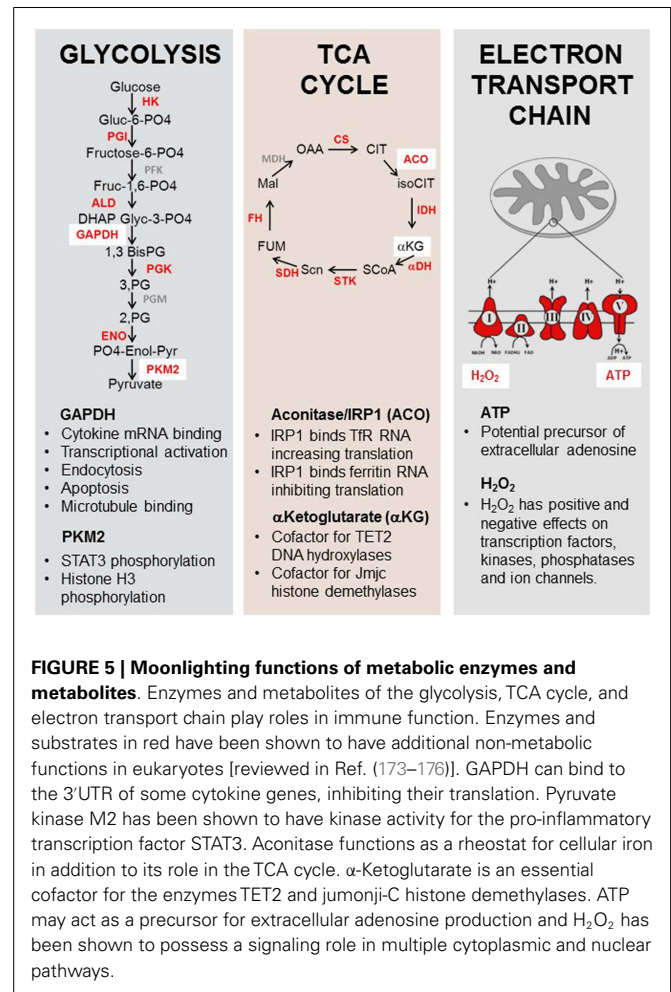 GLYCOLYSIS
Glucose
HK
Gluc-6-PO4
PGI
Fructose-6-PO4
PFK
Fruc-1,6-PO4
ALD
DHAP Glyc-3-PO4
GAPDH
1,3 BisPG
PGK
3,PG
PGM
2,PG
ENO
PO4-Enol-Pyr
PKM2
Pyruvate
GAPDH
• Cytokine mRNA binding
• Transcriptional activation
• Endocytosis
• Apoptosis
• Microtubule binding
PKM2
• STAT3 phosphorylation
• Histone H3
phosphorylation
TCA
CYCLE
OAA
CS
CIT
ACO
isoCIT
IDH
αKG
αDH
SCoA
STK
Scn
SDH
FUM
FH
Mal
MDH
Aconitase/IRP1 (ACO)
• IRP1 binds TfR RNA
increasing translation
• IRP1 binds ferritin RNA
inhibiting translation
αKetoglutarate (αKG)
• Cofactor for TET2
DNA hydroxylases
• Cofactor for Jmjc
histone demethylases
ELECTRON
TRANSPORT
CHAIN
H+ H+ H+ H+
I II III IV V
NADH NAD FADH2 FAD H+ ADP ATP
H₂O₂ ATP
ATP
• Potential precursor of
extracellular adenosine
H₂O₂
• H₂O₂ has positive and
negative effects on
transcription factors,
kinases, phosphatases
and ion channels.
FIGURE 5 | Moonlighting functions of metabolic enzymes and
metabolites. Enzymes and metabolites of the glycolysis, TCA cycle, and
electron transport chain play roles in immune function. Enzymes and
substrates in red have been shown to have additional non-metabolic
functions in eukaryotes [reviewed in Ref. (173–176)]. GAPDH can bind to
the 3′UTR of some cytokine genes, inhibiting their translation. Pyruvate
kinase M2 has been shown to have kinase activity for the pro-inflammatory
transcription factor STAT3. Aconitase functions as a rheostat for cellular iron
in addition to its role in the TCA cycle. α-Ketoglutarate is an essential
cofactor for the enzymes TET2 and jumonji-C histone demethylases. ATP
may act as a precursor for extracellular adenosine production and H₂O₂ has
been shown to possess a signaling role in multiple cytoplasmic and nuclear
pathways.